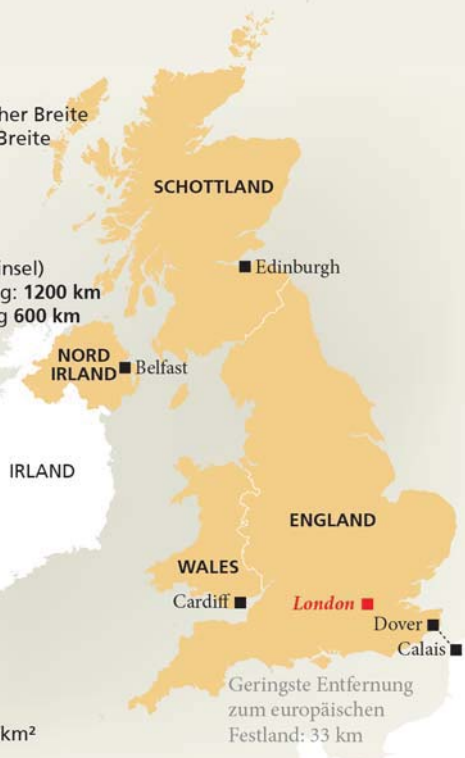 her Breite
Breite
SCHOTTLAND
Edinburgh
insel)
g: 1200 km
g 600 km
NORD
IRLAND
Belfast
IRLAND
ENGLAND
WALES
Cardiff
London
Dover
Calais
Geringste Entfernung
zum europäischen
Festland: 33 km
km²